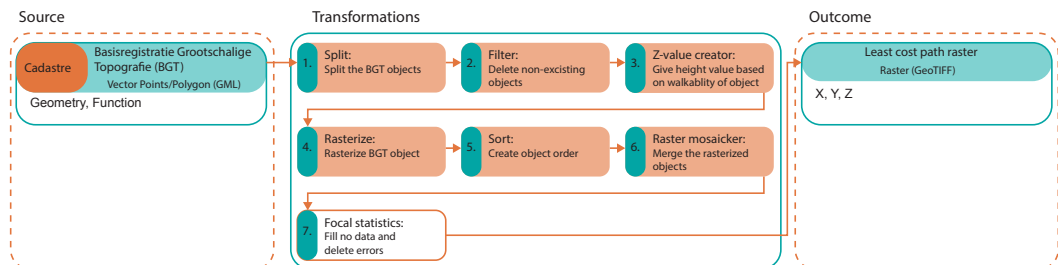 Source
Transformations
Outcome
Cadastre
Basisregistratie Grootschalige
Topografie (BGT)
Vector Points/Polygon (GML)
Geometry, Function
1.
Split:
Split the BGT objects
2.
Filter:
Delete non-excisting
objects
3.
Z-value creator:
Give height value based
on walkablity of object
4.
Rasterize:
Rasterize BGT object
5.
Sort:
Create object order
6.
Raster mosaicker:
Merge the rasterized
objects
7.
Focal statistics:
Fill no data and
delete errors
Least cost path raster
Raster (GeoTIFF)
X, Y, Z